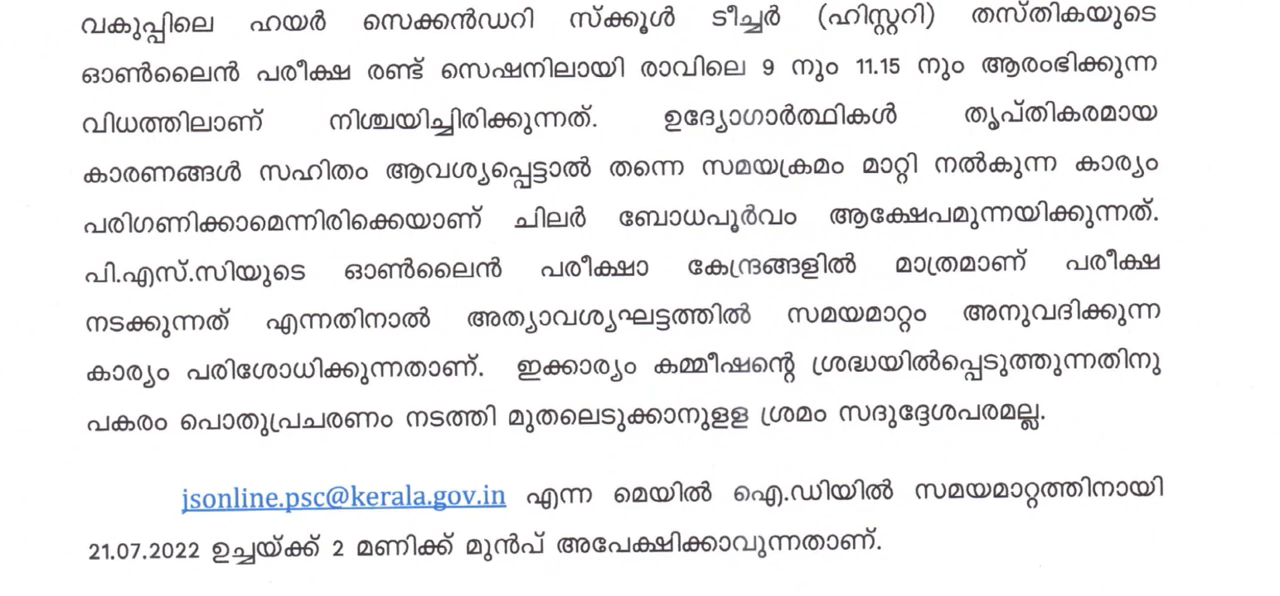 വകുപ്പിലെ ഹയർ സെക്കൻഡറി സ്ക്കൂൾ ടീച്ചർ (ഹിസ്റ്ററി) തസ്തികയുടെ
ഓൺലൈൻ പരീക്ഷ രണ്ട് സെഷനിലായി രാവിലെ 9 നും 11.15 നും ആരംഭിക്കുന്ന
വിധത്തിലാണ് നിശ്ചയിച്ചിരിക്കുന്നത്. ഉദ്യോഗാർത്ഥികൾ തൃപ്തികരമായ
കാരണങ്ങൾ സഹിതം ആവശ്യപ്പെട്ടാൽ തന്നെ സമയക്രമം മാറ്റി നൽകുന്ന കാര്യം
പരിഗണിക്കാമെന്നിരിക്കെയാണ് ചിലർ ബോധപൂർവം ആക്ഷേപമുന്നയിക്കുന്നത്.
പി.എസ്.സിയുടെ ഓൺലൈൻ പരീക്ഷാ കേന്ദ്രങ്ങളിൽ മാത്രമാണ് പരീക്ഷ
നടക്കുന്നത് എന്നതിനാൽ അത്യാവശ്യഘട്ടത്തിൽ സമയമാറ്റം അനുവദിക്കുന്ന
കാര്യം പരിശോധിക്കുന്നതാണ്. ഇക്കാര്യം കമ്മീഷന്റെ ശ്രദ്ധയിൽപ്പെടുത്തുന്നതിനു
പകരം പൊതുപ്രചരണം നടത്തി മുതലെടുക്കാനുളള ശ്രമം സദുദ്ദേശപരമല്ല.
jsonline.psc@kerala.gov.in എന്ന മെയിൽ ഐ.ഡിയിൽ സമയമാറ്റത്തിനായി
21.07.2022 ഉച്ചയ്ക്ക് 2 മണിക്ക് മുൻപ് അപേക്ഷിക്കാവുന്നതാണ്.